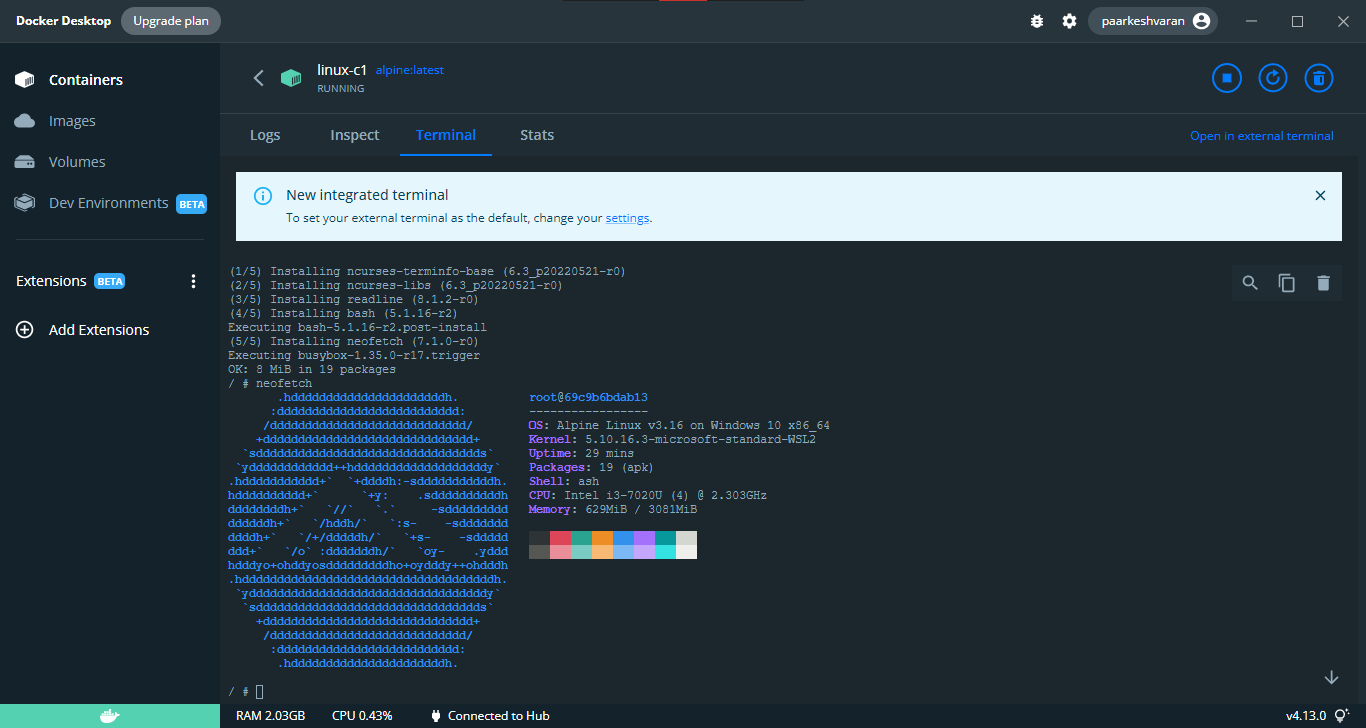 Docker Desktop Upgrade plan paarkeshvaran
Containers
Images
Volumes
Dev Environments BETA
Extensions BETA
Add Extensions
linux-c1 alpine:latest
RUNNING
Logs Inspect Terminal Stats Open in external terminal
New integrated terminal
To set your external terminal as the default, change your settings.
(1/5) Installing ncurses-terminfo-base (6.3_p20220521-r0)
(2/5) Installing ncurses-libs (6.3_p20220521-r0)
(3/5) Installing readline (8.1.2-r0)
(4/5) Installing bash (5.1.16-r2)
Executing bash-5.1.16-r2.post-install
(5/5) Installing neofetch (7.1.0-r0)
Executing busybox-1.35.0-r17.trigger
OK: 8 MiB in 19 packages
/ # neofetch
root@69c9b6bdab13
-----------------
OS: Alpine Linux v3.16 on Windows 10 x86_64
Kernel: 5.10.16.3-microsoft-standard-WSL2
Uptime: 29 mins
Packages: 19 (apk)
Shell: ash
CPU: Intel i3-7020U (4) @ 2.303GHz
Memory: 629MiB / 3081MiB
/ #
RAM 2.03GB CPU 0.43% Connected to Hub v4.13.0